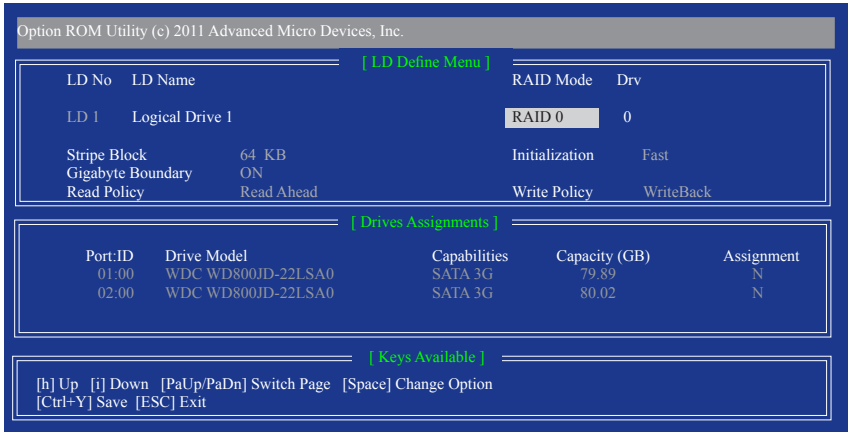 Option ROM Utility (c) 2011 Advanced Micro Devices, Inc.
[ LD Define Menu ]
LD No LD Name RAID Mode Drv
LD 1 Logical Drive 1 RAID 0 0
Stripe Block 64 KB Initialization Fast
Gigabyte Boundary ON
Read Policy Read Ahead Write Policy WriteBack
[ Drives Assignments ]
Port:ID Drive Model Capabilities Capacity (GB) Assignment
01:00 WDC WD800JD-22LSA0 SATA 3G 79.89 N
02:00 WDC WD800JD-22LSA0 SATA 3G 80.02 N
[ Keys Available ]
[h] Up [i] Down [PaUp/PaDn] Switch Page [Space] Change Option
[Ctrl+Y] Save [ESC] Exit